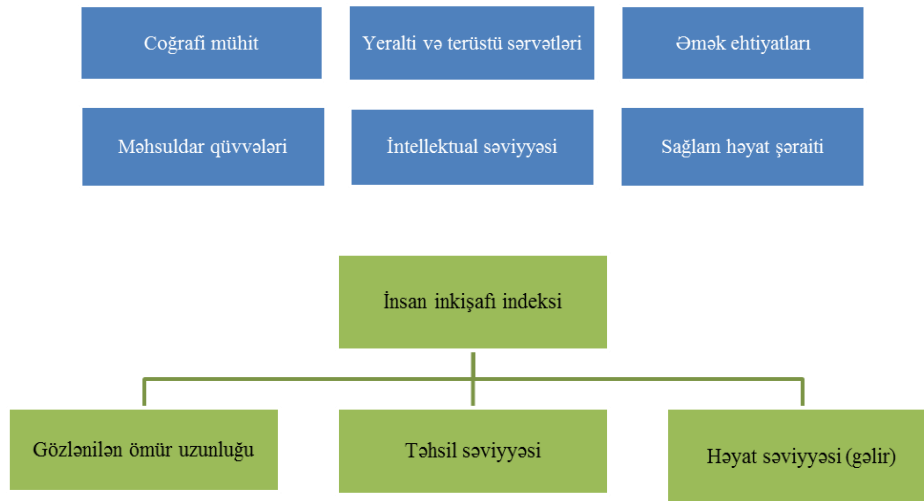 Coğrafi mühit
Yeralti və terüstü sərvətləri
Əmək ehtiyatları
Məhsuldar qüvvələri
İntellektual səviyyəsi
Sağlam həyat şəraiti
İnsan inkişafı indeksi
Gözlənilən ömür uzunluğu
Təhsil səviyyəsi
Həyat səviyyəsi (gəlir)